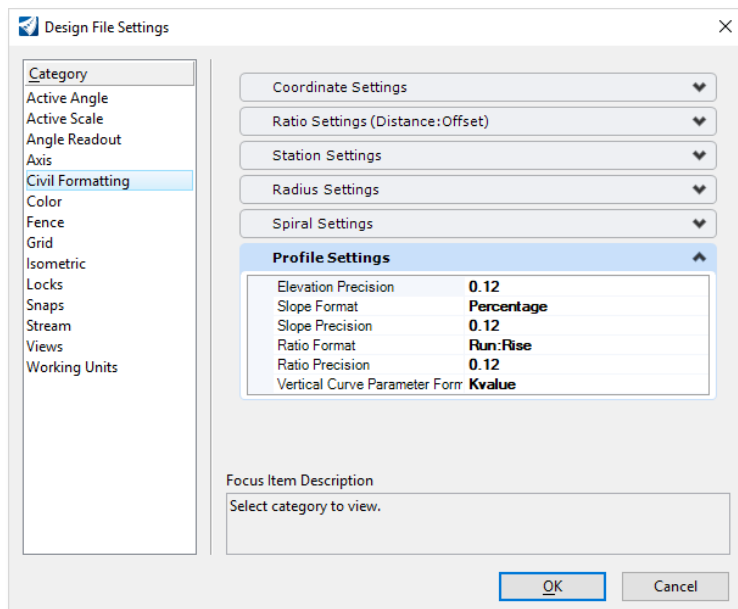 Design File Settings
Category
Active Angle
Active Scale
Angle Readout
Axis
Civil Formatting
Color
Fence
Grid
Isometric
Locks
Snaps
Stream
Views
Working Units
Coordinate Settings
Ratio Settings (Distance:Offset)
Station Settings
Radius Settings
Spiral Settings
Profile Settings
Elevation Precision 0.12
Slope Format Percentage
Slope Precision 0.12
Ratio Format Run:Rise
Ratio Precision 0.12
Vertical Curve Parameter Form Kvalue
Focus Item Description
Select category to view.
OK Cancel